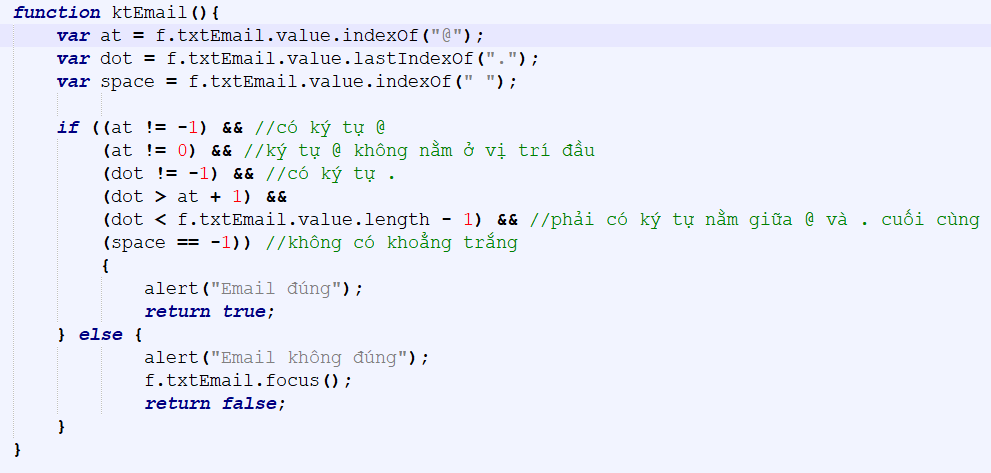 function ktEmail(){
var at = f.txtEmail.value.indexOf("@");
var dot = f.txtEmail.value.lastIndexOf(".");
var space = f.txtEmail.value.indexOf(" ");
if ((at != -1) && //có ký tự @
(at != 0) && //ký tự @ không nằm ở vị trí đầu
(dot != -1) && //có ký tự .
(dot > at + 1) &&
(dot < f.txtEmail.value.length - 1) && //phải có ký tự nằm giữa @ và . cuối cùng
(space == -1)) //không có khoảng trắng
{
alert("Email đúng");
return true;
} else {
alert("Email không đúng");
f.txtEmail.focus();
return false;
}
}